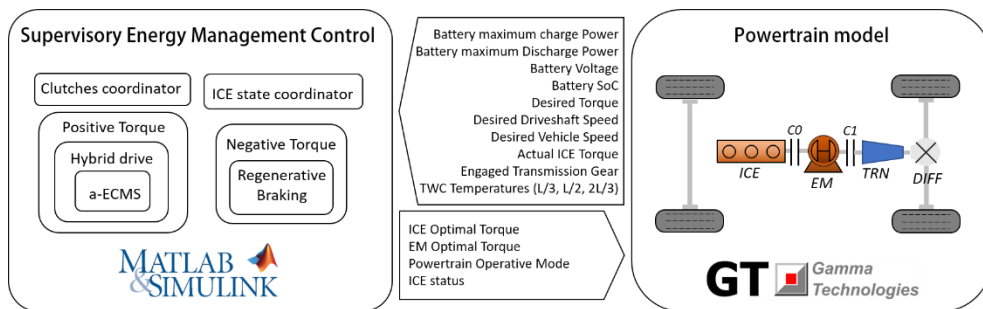 Supervisory Energy Management Control
Clutches coordinator
ICE state coordinator
Positive Torque
Hybrid drive
a-ECMS
Negative Torque
Regenerative
Braking
MATLAB
&SIMULINK
Battery maximum charge Power
Battery maximum Discharge Power
Battery Voltage
Battery SoC
Desired Torque
Desired Driveshaft Speed
Desired Vehicle Speed
Actual ICE Torque
Engaged Transmission Gear
TWC Temperatures (L/3, L/2, 2L/3)
ICE Optimal Torque
EM Optimal Torque
Powertrain Operative Mode
ICE status
Powertrain model
C0
C1
ICE
EM
TRN
DIFF
GT
Gamma
Technologies